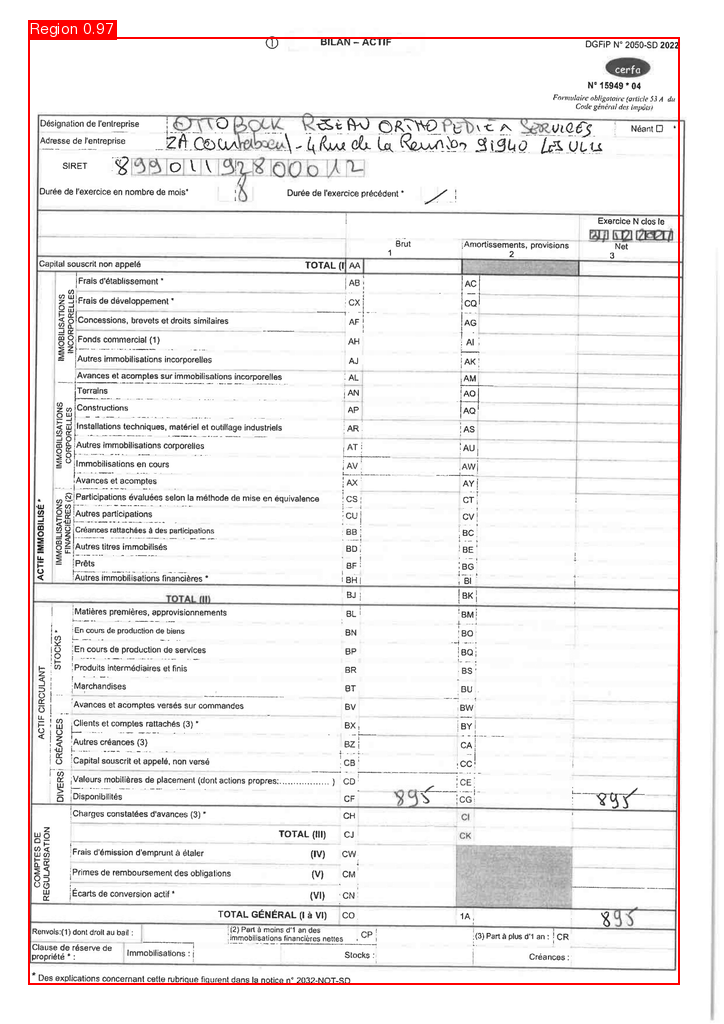 Region 0.97
1
BILAN – ACTIF
DGFiP N° 2050-SD 2022
cerfa
N° 15949 * 04
Formulaire obligatoire (article 53 A du
Code général des impôts)
Désignation de l'entreprise OTTOBOCK RESEAU ORTHOPEDIE & SERVICES Néant *
Adresse de l'entreprise ZA Courtaboeuf - 4 Rue de la Reunion 91940 LES ULIS
SIRET 89901192800012
Durée de l'exercice en nombre de mois* 8 Durée de l'exercice précédent * /
Exercice N clos le
31122021
Brut Amortissements, provisions Net
1 2 3
Capital souscrit non appelé TOTAL (I AA
ACTIF IMMOBILISÉ *
IMMOBILISATIONS INCORPORELLES
Frais d'établissement * AB AC
Frais de développement * CX CQ
Concessions, brevets et droits similaires AF AG
Fonds commercial (1) AH AI
Autres immobilisations incorporelles AJ AK
Avances et acomptes sur immobilisations incorporelles AL AM
IMMOBILISATIONS CORPORELLES
Terrains AN AO
Constructions AP AQ
Installations techniques, matériel et outillage industriels AR AS
Autres immobilisations corporelles AT AU
Immobilisations en cours AV AW
Avances et acomptes AX AY
IMMOBILISATIONS FINANCIÈRES (2)
Participations évaluées selon la méthode de mise en équivalence CS CT
Autres participations CU CV
Créances rattachées à des participations BB BC
Autres titres immobilisés BD BE
Prêts BF BG
Autres immobilisations financières * BH BI
TOTAL (II) BJ BK
ACTIF CIRCULANT
STOCKS *
Matières premières, approvisionnements BL BM
En cours de production de biens BN BO
En cours de production de services BP BQ
Produits intermédiaires et finis BR BS
Marchandises BT BU
Avances et acomptes versés sur commandes BV BW
CRÉANCES
Clients et comptes rattachés (3) * BX BY
Autres créances (3) BZ CA
Capital souscrit et appelé, non versé CB CC
DIVERS
Valeurs mobilières de placement (dont actions propres:..................) CD CE
Disponibilités CF 895 CG 895
COMPTES DE REGULARISATION
Charges constatées d'avances (3) * CH CI
TOTAL (III) CJ CK
Frais d'émission d'emprunt à étaler (IV) CW
Primes de remboursement des obligations (V) CM
Écarts de conversion actif * (VI) CN
TOTAL GÉNÉRAL (I à VI) CO 1A 895
Renvois:(1) dont droit au bail : (2) Part à moins d'1 an des immobilisations financières nettes CP (3) Part à plus d'1 an : CR
Clause de réserve de propriété * : Immobilisations : Stocks : Créances :
* Des explications concernant cette rubrique figurent dans la notice n° 2032-NOT-SD